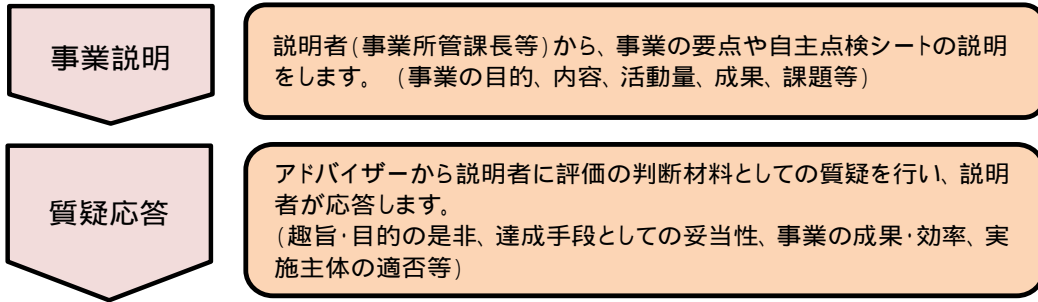 事業説明
説明者(事業所管課長等)から、事業の要点や自主点検シートの説明
をします。 (事業の目的、内容、活動量、成果、課題等)
質疑応答
アドバイザーから説明者に評価の判断材料としての質疑を行い、説明
者が応答します。
(趣旨・目的の是非、達成手段としての妥当性、事業の成果・効率、実
施主体の適否等)